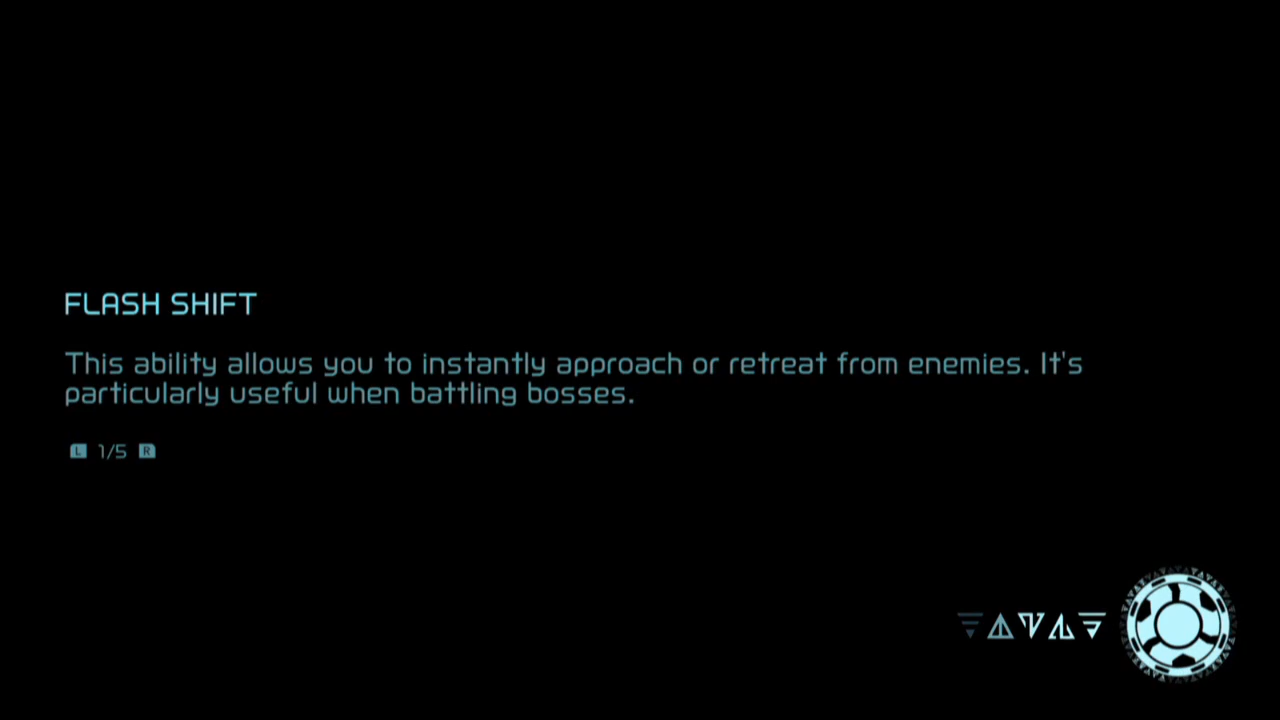 FLASH SHIFT
This ability allows you to instantly approach or retreat from enemies. It's
particularly useful when battling bosses.
L 1/5 R